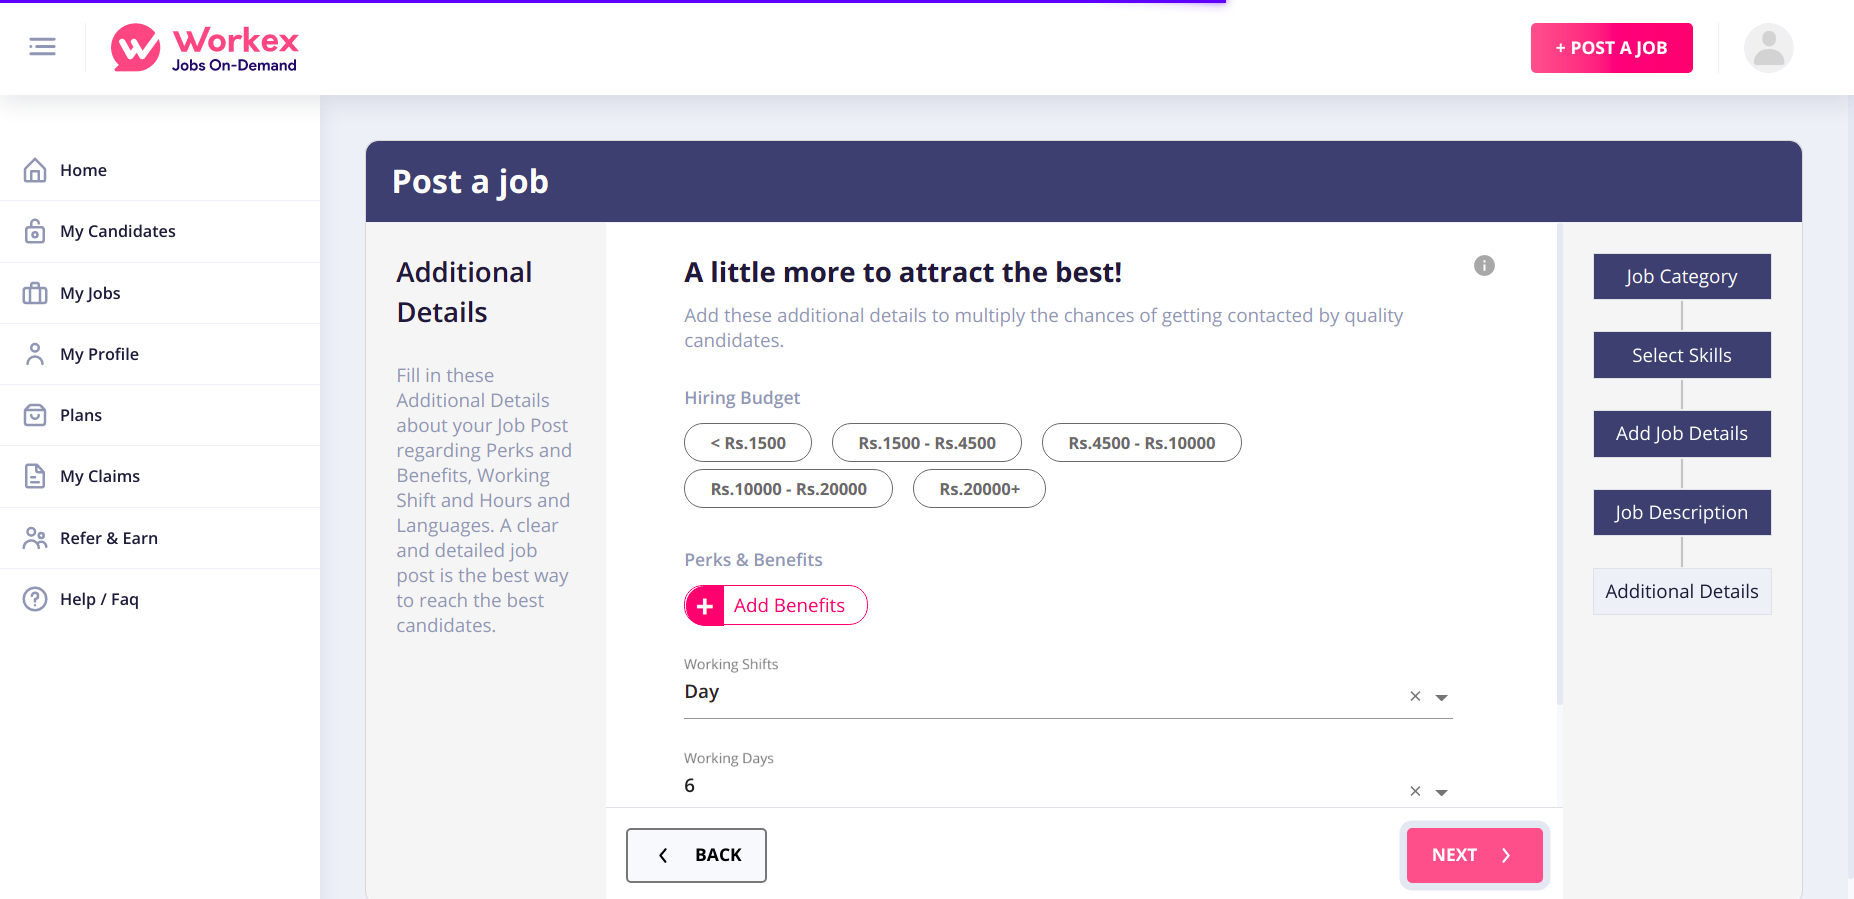 Workex
Jobs On-Demand
+ POST A JOB
Home
My Candidates
My Jobs
My Profile
Plans
My Claims
Refer & Earn
Help / Faq
Post a job
Additional
Details
Fill in these
Additional Details
about your Job Post
regarding Perks and
Benefits, Working
Shift and Hours and
Languages. A clear
and detailed job
post is the best way
to reach the best
candidates.
A little more to attract the best!
Add these additional details to multiply the chances of getting contacted by quality
candidates.
Hiring Budget
< Rs.1500
Rs.1500 - Rs.4500
Rs.4500 - Rs.10000
Rs.10000 - Rs.20000
Rs.20000+
Perks & Benefits
+ Add Benefits
Working Shifts
Day
Working Days
6
BACK
NEXT
Job Category
Select Skills
Add Job Details
Job Description
Additional Details